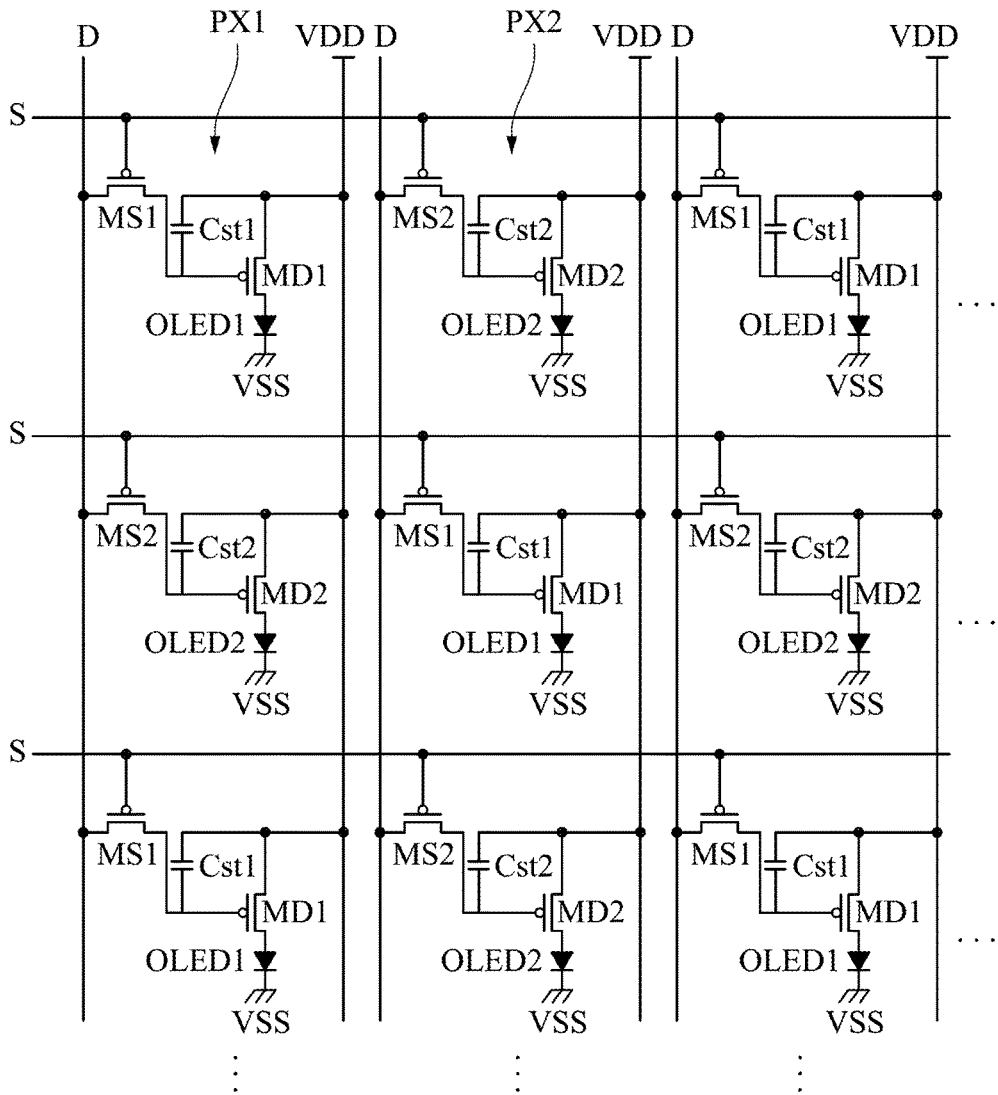 PX1 PX2
D VDD D VDD D VDD
S
MS1 Cst1 MS2 Cst2 MS1 Cst1
MD1 MD2 MD1
OLED1 OLED2 OLED1 . . .
VSS VSS VSS
S
MS2 Cst2 MS1 Cst1 MS2 Cst2
MD2 MD1 MD2
OLED2 OLED1 OLED2 . . .
VSS VSS VSS
S
MS1 Cst1 MS2 Cst2 MS1 Cst1
MD1 MD2 MD1
OLED1 OLED2 OLED1 . . .
VSS VSS VSS